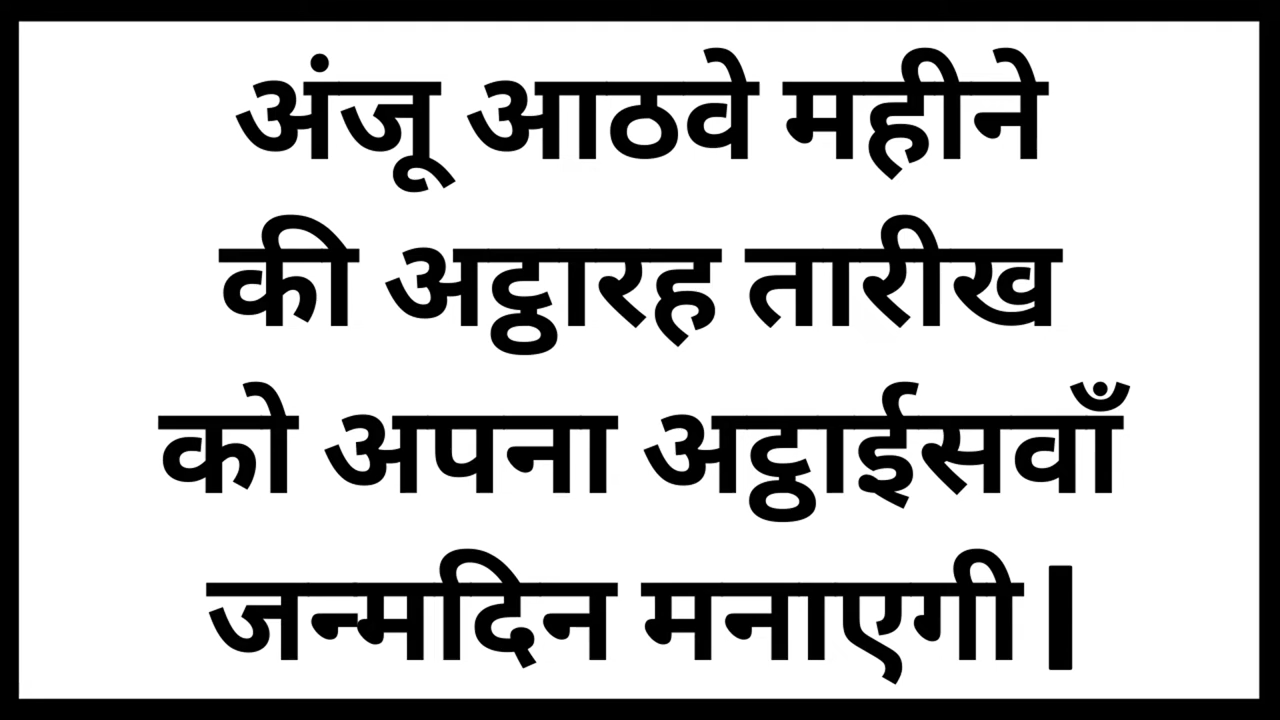 अंजू आठवे महीने
की अट्ठारह तारीख
को अपना अट्ठाईसवाँ
जन्मदिन मनाएगी|